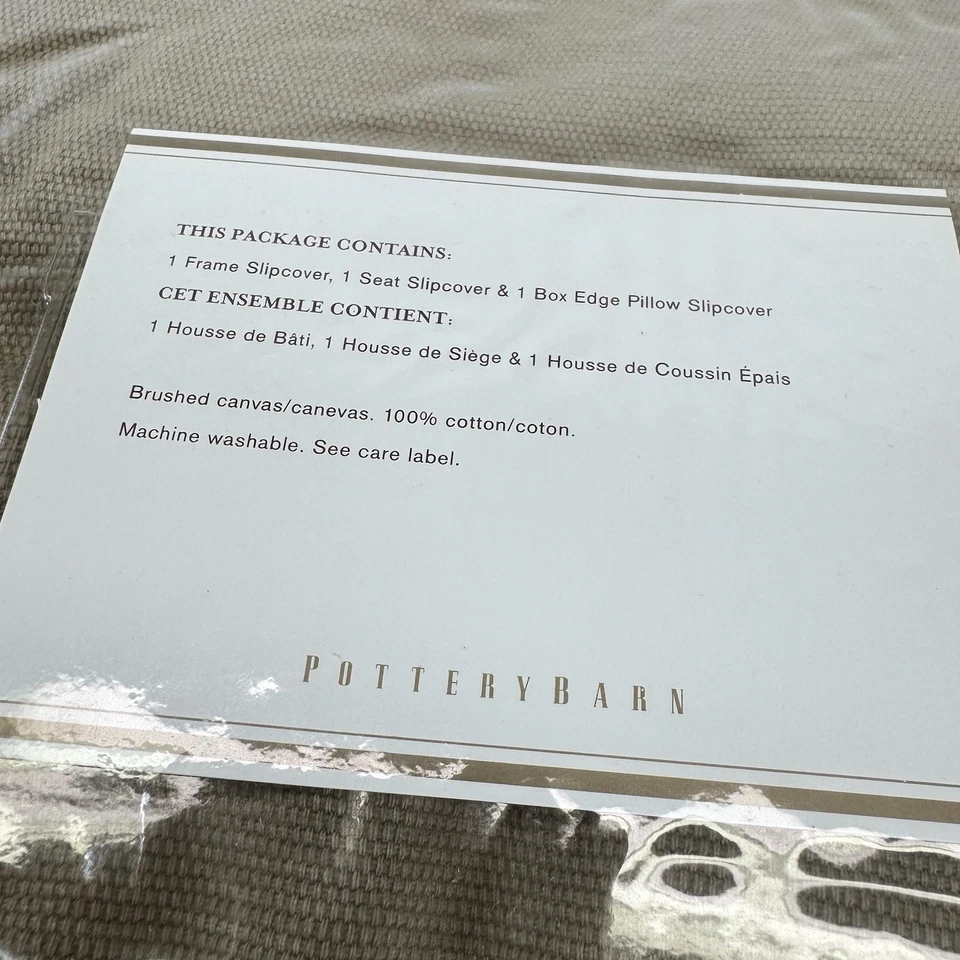 THIS PACKAGE CONTAINS:
1 Frame Slipcover, 1 Seat Slipcover & 1 Box Edge Pillow Slipcover
CET ENSEMBLE CONTIENT:
1 Housse de Bâti, 1 Housse de Siège & 1 Housse de Coussin Épais
Brushed canvas/canevas. 100% cotton/coton.
Machine washable. See care label.
POTTERYBARN